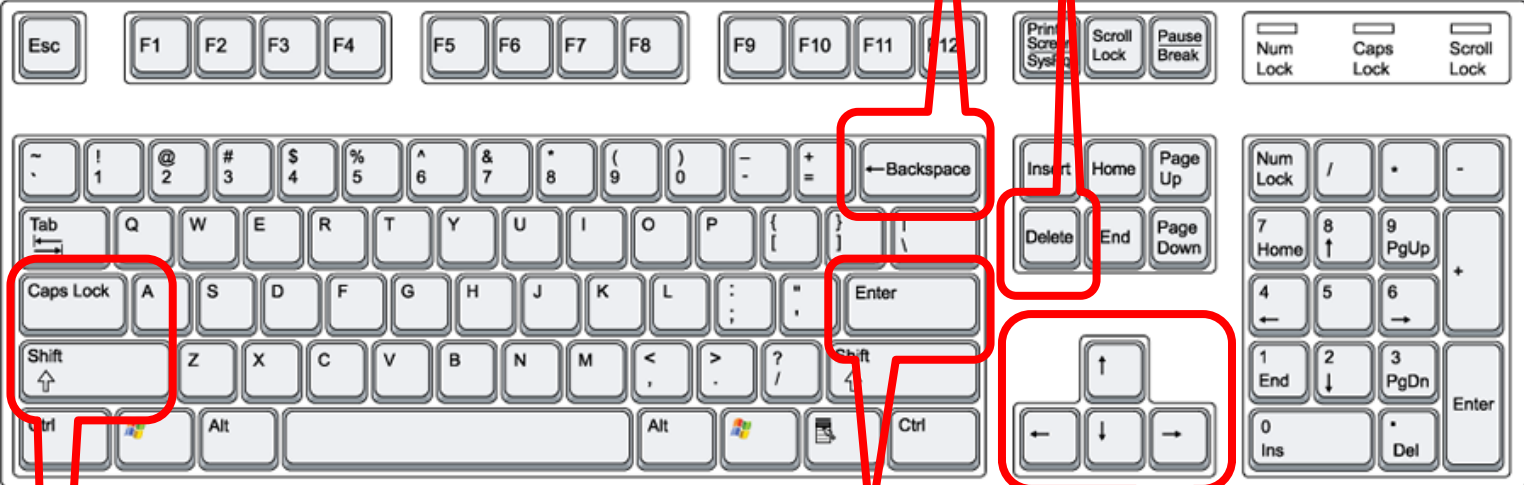 Esc F1 F2 F3 F4 F5 F6 F7 F8 F9 F10 F11 F12
Print Screen SysRq
Scroll Lock
Pause Break
Num Lock
Caps Lock
Scroll Lock
~ ! @ # $ % ^ & * ( ) _ +
` 1 2 3 4 5 6 7 8 9 0 - =
←Backspace
Insert Home Page Up
Num Lock / * -
Tab Q W E R T Y U I O P { [ } ] | \
Delete End Page Down
7 Home 8 ↑ 9 PgUp +
Caps Lock A S D F G H J K L : ; " ' Enter
4 ← 5 6 →
Shift Z X C V B N M < , > . ? / Shift
↑
1 End 2 ↓ 3 PgDn Enter
Ctrl Alt Alt Ctrl
← ↓ →
0 Ins . Del